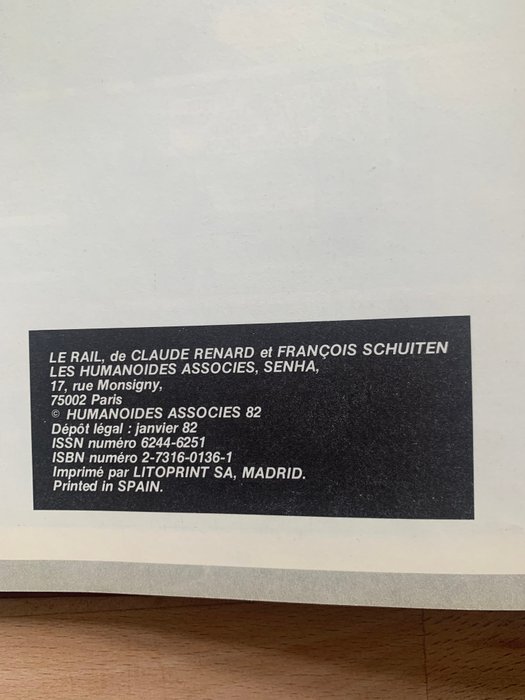 LE RAIL, de CLAUDE RENARD et FRANÇOIS SCHUITEN
LES HUMANOIDES ASSOCIES, SENHA,
17, rue Monsigny,
75002 Paris
© HUMANOIDES ASSOCIES 82
Dépôt légal : janvier 82
ISSN numéro 6244-6251
ISBN numéro 2-7316-0136-1
Imprimé par LITOPRINT SA, MADRID.
Printed in SPAIN.